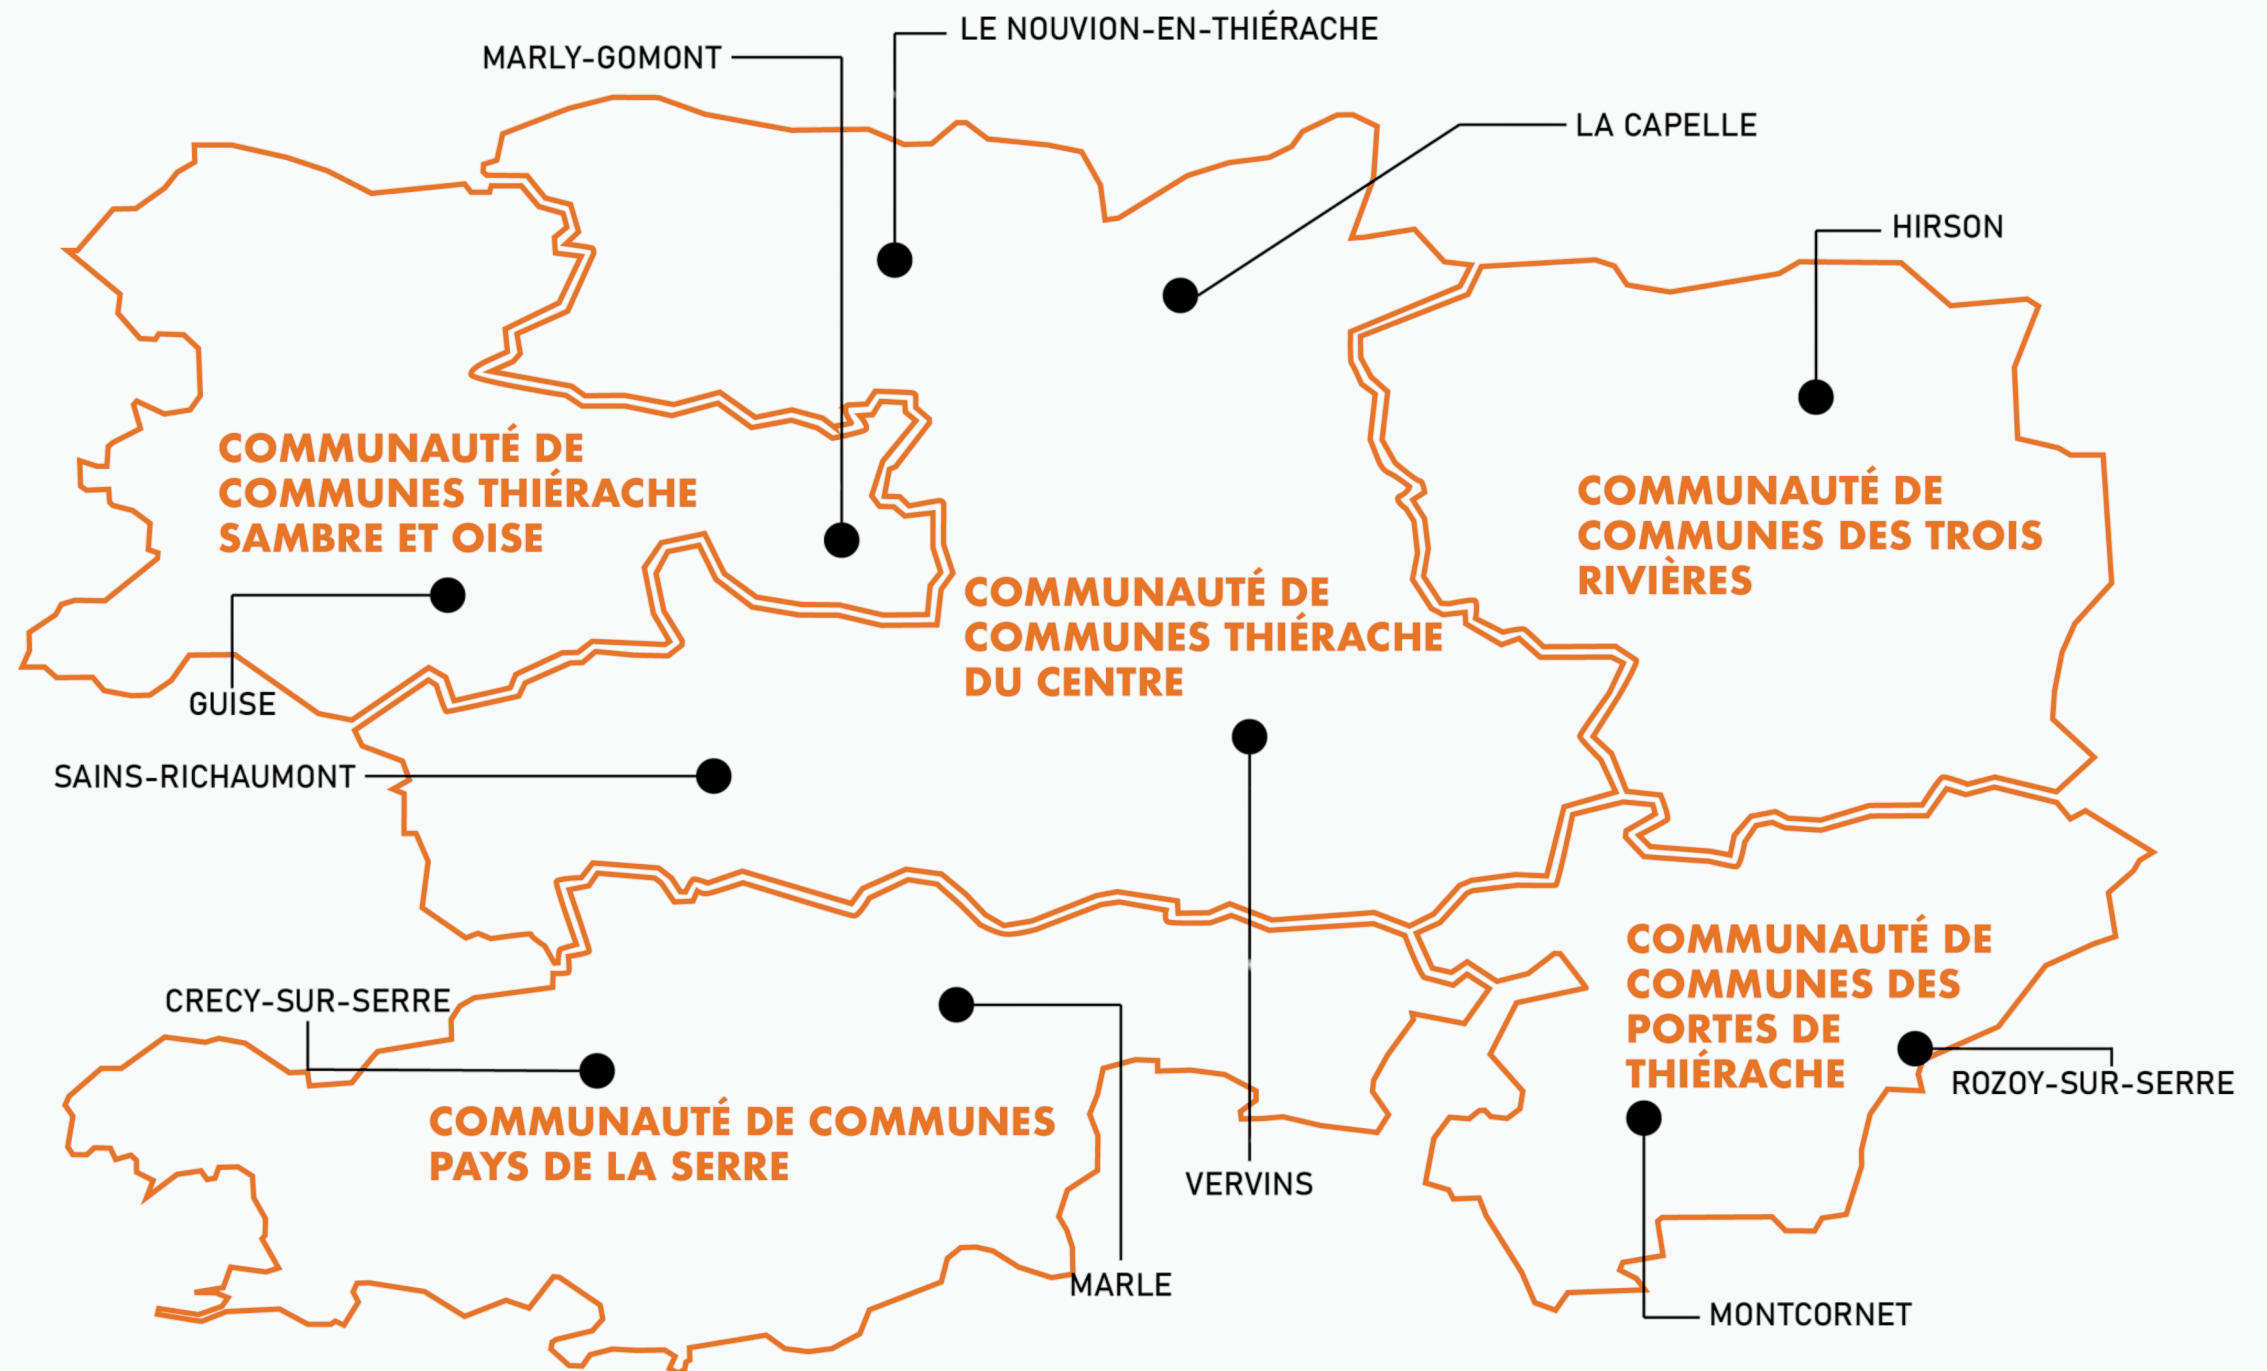 LE NOUVION-EN-THIÉRACHE
MARLY-GOMONT
LA CAPELLE
HIRSON
COMMUNAUTÉ DE
COMMUNES THIÉRACHE
SAMBRE ET OISE
COMMUNAUTÉ DE
COMMUNES DES TROIS
RIVIÈRES
COMMUNAUTÉ DE
COMMUNES THIÉRACHE
DU CENTRE
GUISE
SAINS-RICHAUMONT
COMMUNAUTÉ DE
COMMUNES DES
PORTES DE
THIÉRACHE
CRECY-SUR-SERRE
ROZOY-SUR-SERRE
COMMUNAUTÉ DE COMMUNES
PAYS DE LA SERRE
VERVINS
MARLE
MONTCORNET